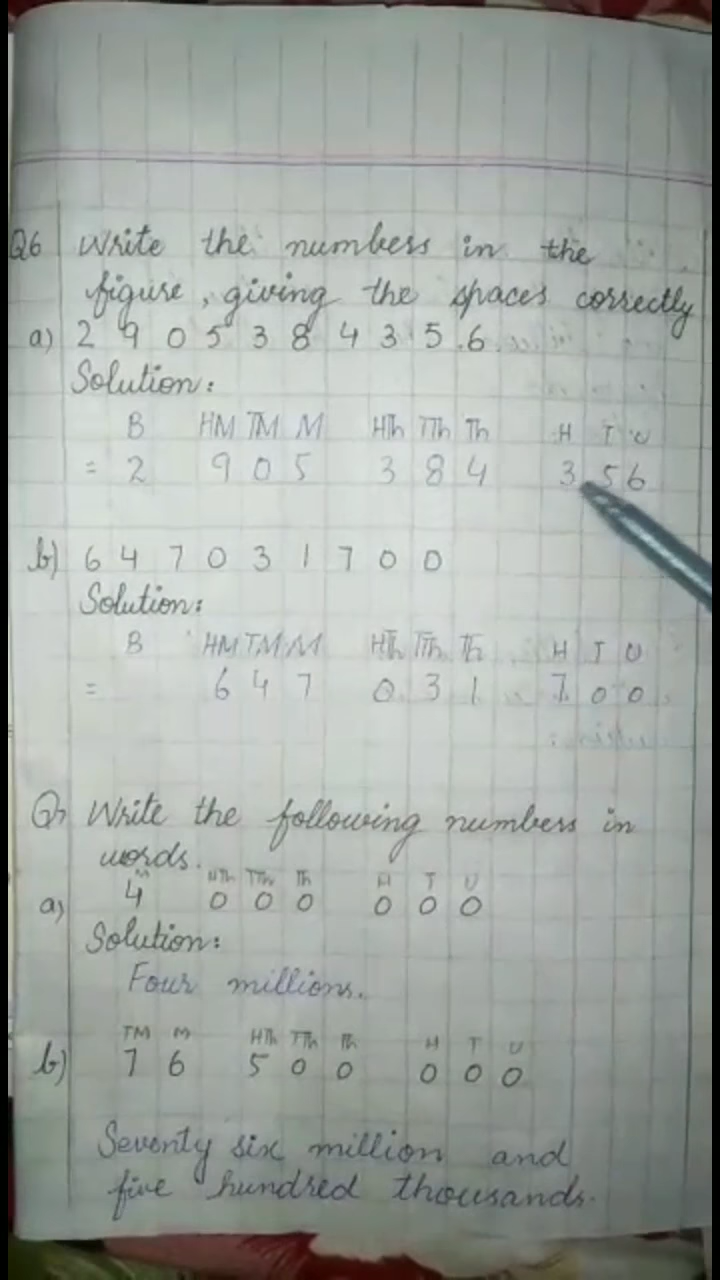 Q6 Write the numbers in the
figure, giving the spaces correctly
a) 2 9 0 5 3 8 4 3 5 6
Solution:
B HM TM M HTh TTh Th H T U
= 2 9 0 5 3 8 4 3 5 6
b) 6 4 7 0 3 1 7 0 0
Solution:
B HM TM M HTh TTh Th H T U
= 6 4 7 0 3 1 7 0 0
Q7 Write the following numbers in
words.
M HTh TTh Th H T U
a) 4 0 0 0 0 0 0
Solution:
Four millions.
TM M HTh TTh Th H T U
b) 7 6 5 0 0 0 0 0
Seventy six million and
five hundred thousands.